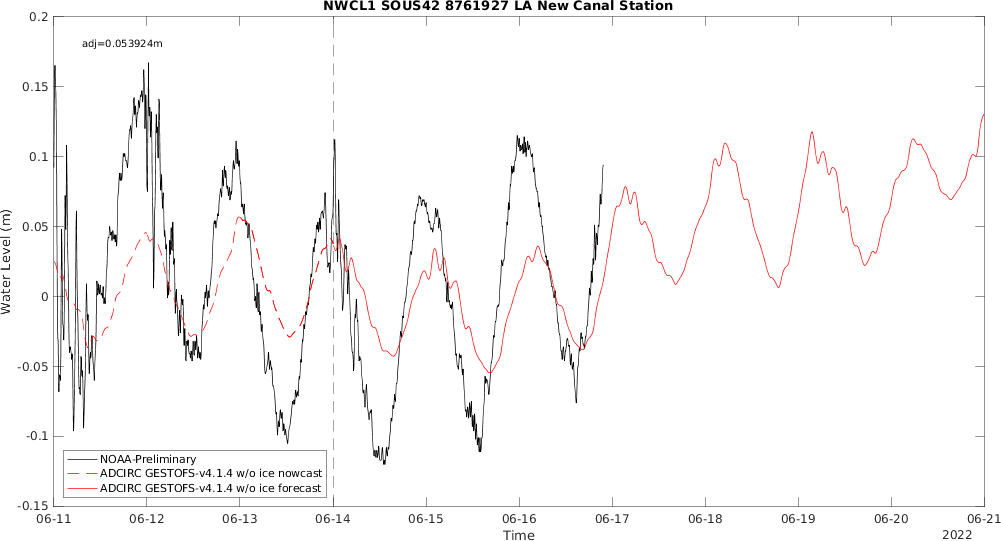 NWCL1 SOUS42 8761927 LA New Canal Station
adj=0.053924m
0.2
0.15
0.1
0.05
0
-0.05
-0.1
-0.15
Water Level (m)
NOAA-Preliminary
ADCIRC GESTOFS-v4.1.4 w/o ice nowcast
ADCIRC GESTOFS-v4.1.4 w/o ice forecast
06-11 06-12 06-13 06-14 06-15 06-16 06-17 06-18 06-19 06-20 06-21
Time
2022